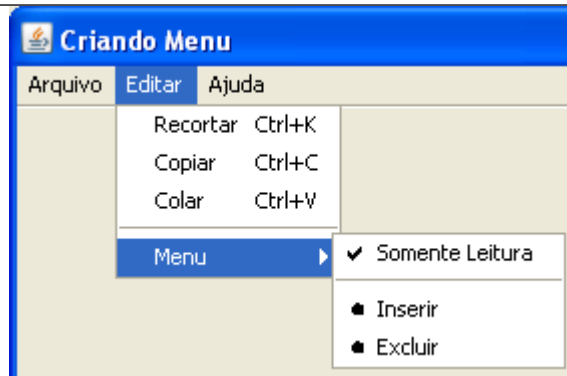 Criando Menu
Arquivo Editar Ajuda
Recortar Ctrl+K
Copiar Ctrl+C
Colar Ctrl+V
Menu
Somente Leitura
Inserir
Excluir